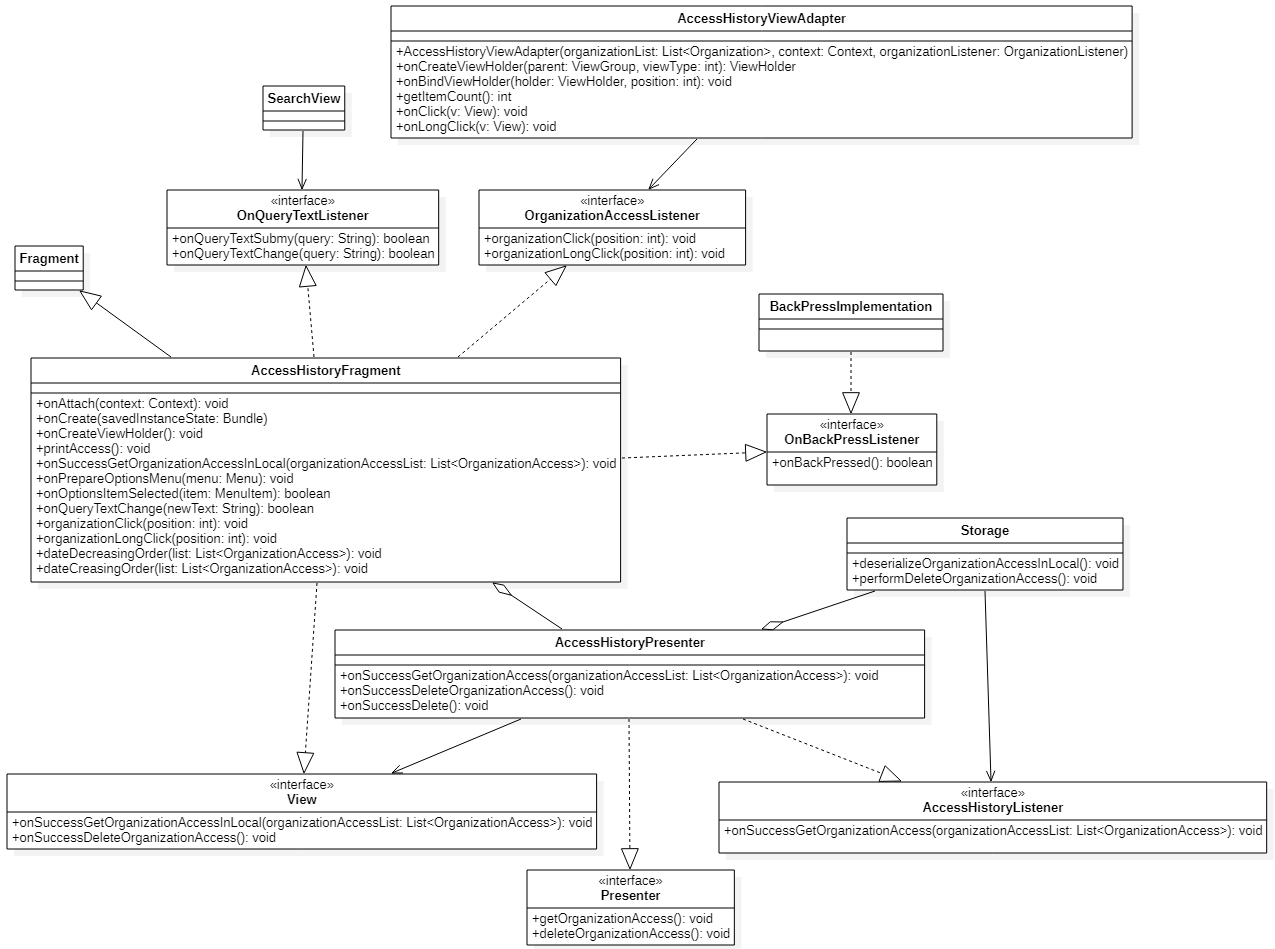 AccessHistoryViewAdapter
+AccessHistoryViewAdapter(organizationList: List<Organization>, context: Context, organizationListener: OrganizationListener)
+onCreateViewHolder(parent: ViewGroup, viewType: int): ViewHolder
+onBindViewHolder(holder: ViewHolder, position: int): void
+getItemCount(): int
+onClick(v: View): void
+onLongClick(v: View): void
SearchView
«interface»
OnQueryTextListener
+onQueryTextSubmy(query: String): boolean
+onQueryTextChange(query: String): boolean
«interface»
OrganizationAccessListener
+organizationClick(position: int): void
+organizationLongClick(position: int): void
Fragment
BackPressImplementation
AccessHistoryFragment
+onAttach(context: Context): void
+onCreate(savedInstanceState: Bundle)
+onCreateViewHolder(): void
+printAccess(): void
+onSuccessGetOrganizationAccessInLocal(organizationAccessList: List<OrganizationAccess>): void
+onPrepareOptionsMenu(menu: Menu): void
+onOptionsItemSelected(item: MenuItem): boolean
+onQueryTextChange(newText: String): boolean
+organizationClick(position: int): void
+organizationLongClick(position: int): void
+dateDecreasingOrder(list: List<OrganizationAccess>): void
+dateCreasingOrder(list: List<OrganizationAccess>): void
«interface»
OnBackPressListener
+onBackPressed(): boolean
Storage
+deserializeOrganizationAccessInLocal(): void
+performDeleteOrganizationAccess(): void
AccessHistoryPresenter
+onSuccessGetOrganizationAccess(organizationAccessList: List<OrganizationAccess>): void
+onSuccessDeleteOrganizationAccess(): void
+onSuccessDelete(): void
«interface»
View
+onSuccessGetOrganizationAccessInLocal(organizationAccessList: List<OrganizationAccess>): void
+onSuccessDeleteOrganizationAccess(): void
«interface»
AccessHistoryListener
+onSuccessGetOrganizationAccess(organizationAccessList: List<OrganizationAccess>): void
«interface»
Presenter
+getOrganizationAccess(): void
+deleteOrganizationAccess(): void